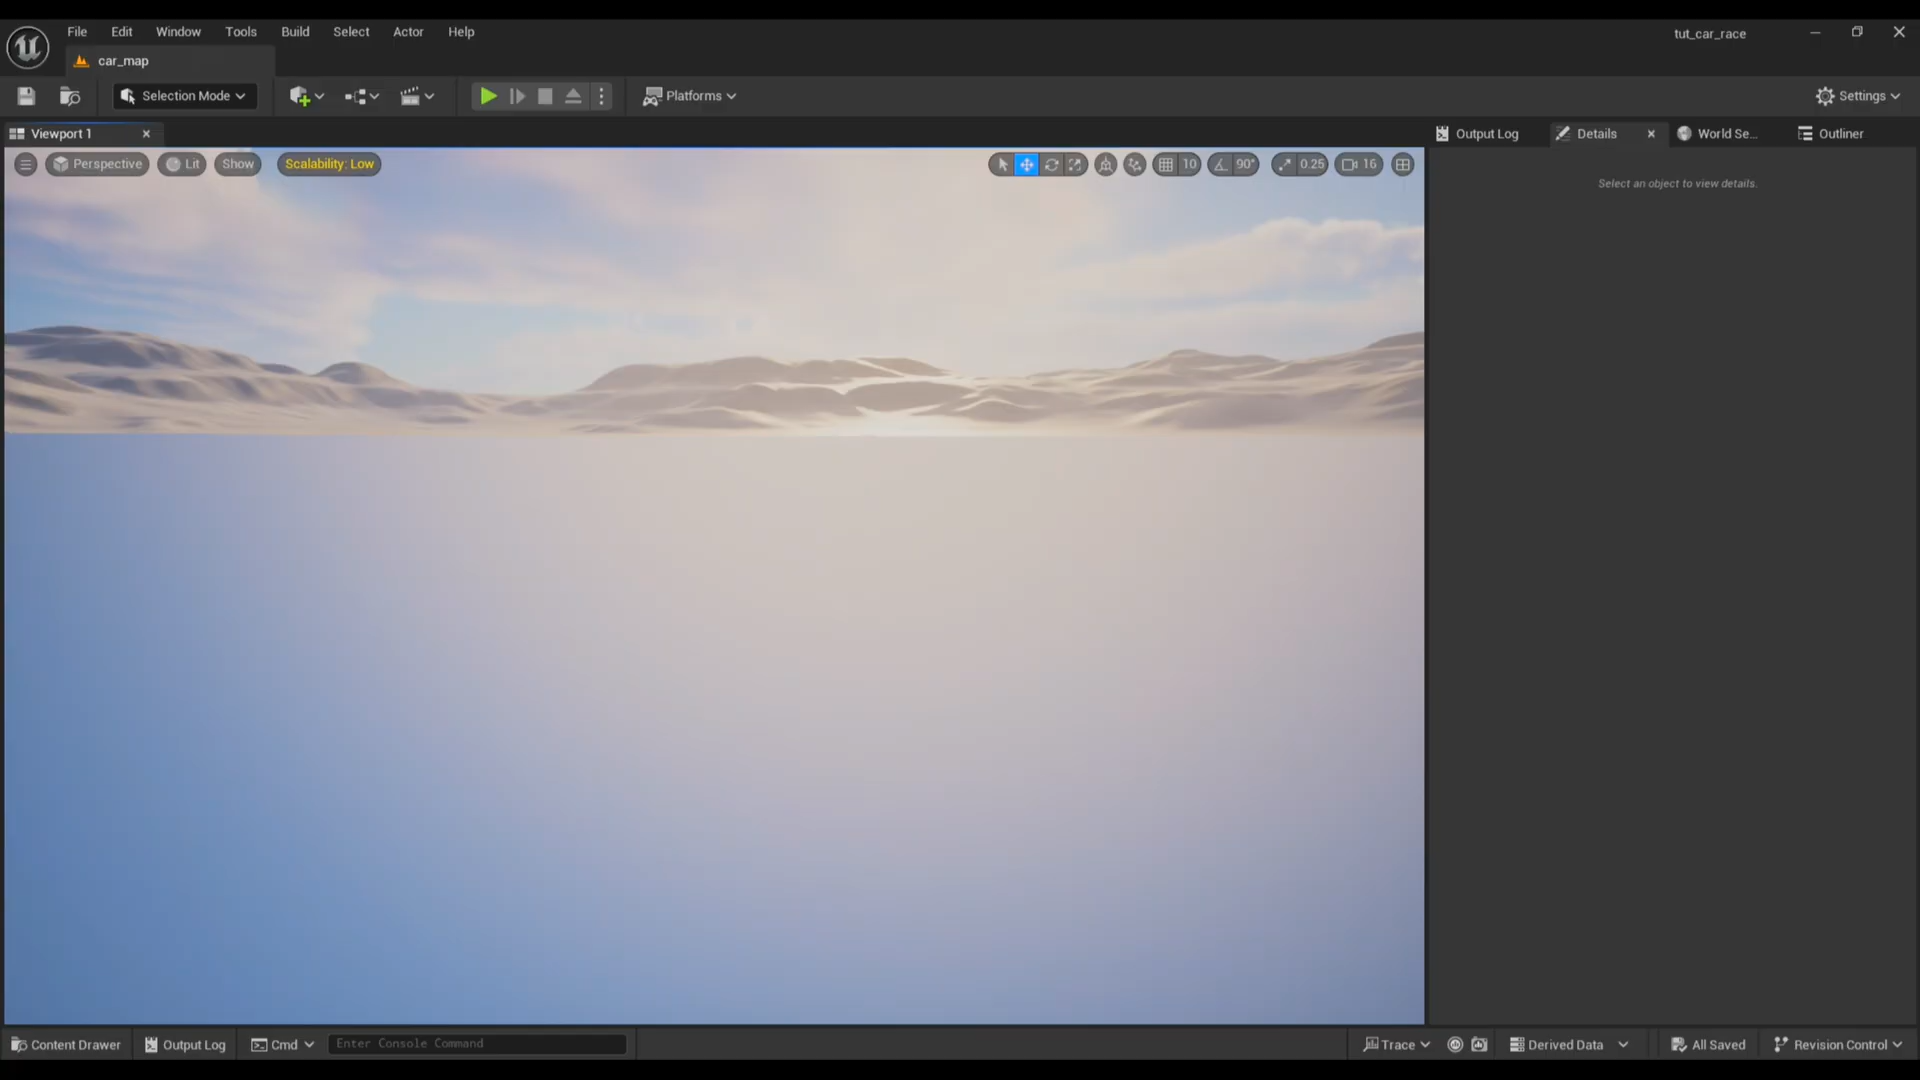 File Edit Window Tools Build Select Actor Help
tut_car_race
car_map
Selection Mode
Platforms
Settings
Viewport 1
Output Log
Details
World Se...
Outliner
Perspective
Lit
Show
Scalability: Low
10
90°
0.25
16
Select an object to view details.
Content Drawer
Output Log
Cmd
Enter Console Command
Trace
Derived Data
All Saved
Revision Control